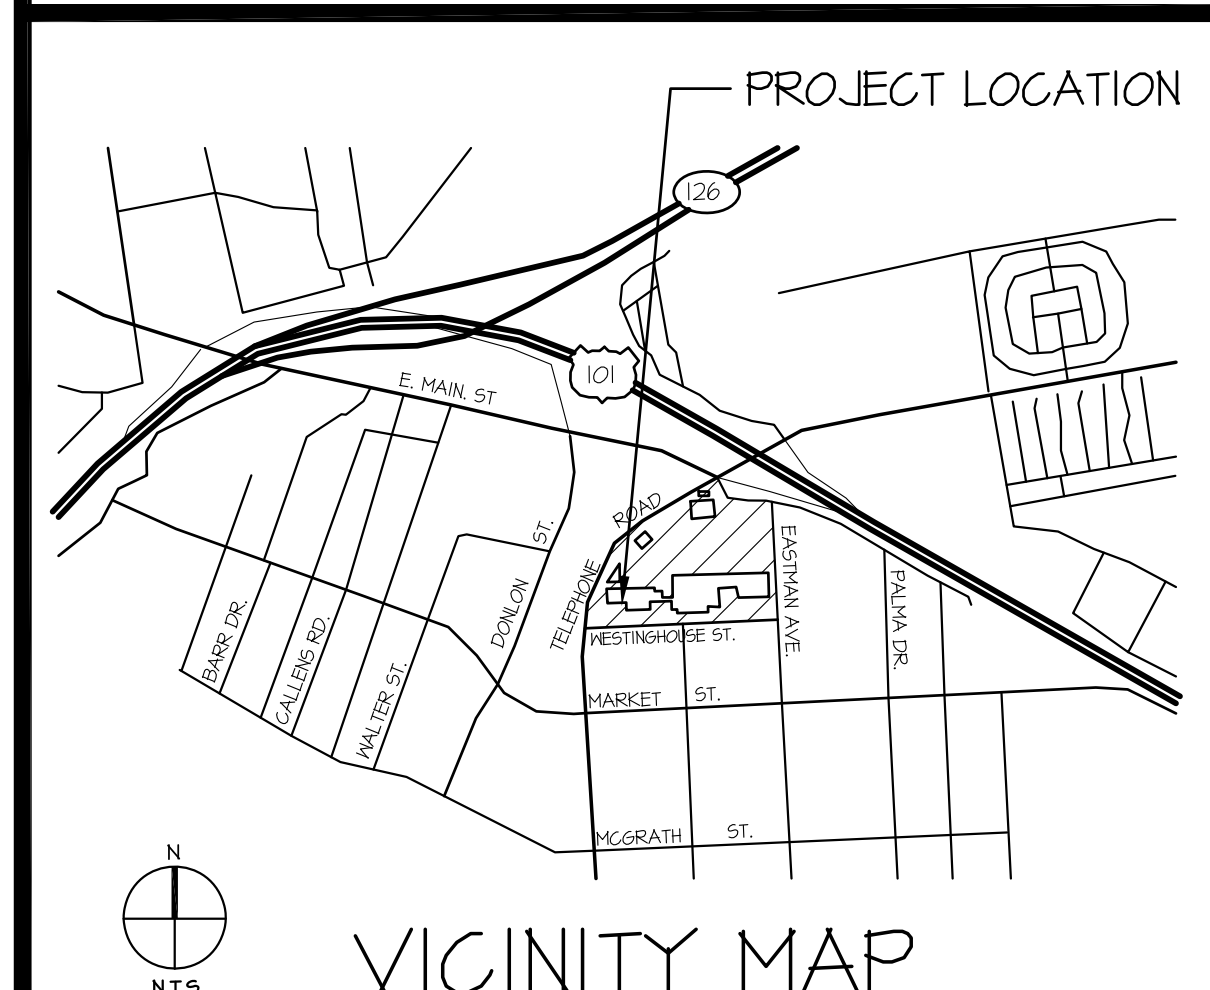 PROJECT LOCATION
126
101
E. MAIN. ST
TELEPHONE ROAD
DONLON ST.
EASTMAN AVE.
PALMA DR.
BARR DR.
CALLENS RD.
WALTER ST.
WESTINGHOUSE ST.
MARKET ST.
MCGRATH ST.
N
NTS
VICINITY MAP